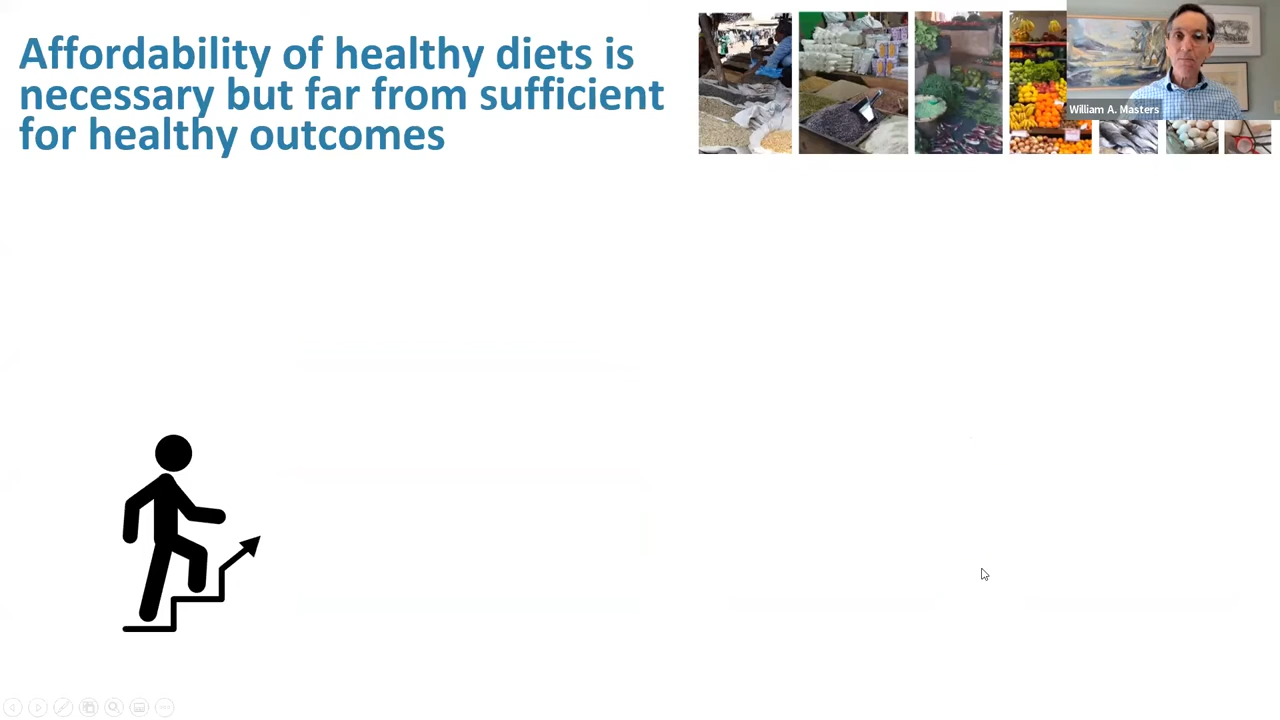 Affordability of healthy diets is
necessary but far from sufficient
for healthy outcomes
William A. Masters